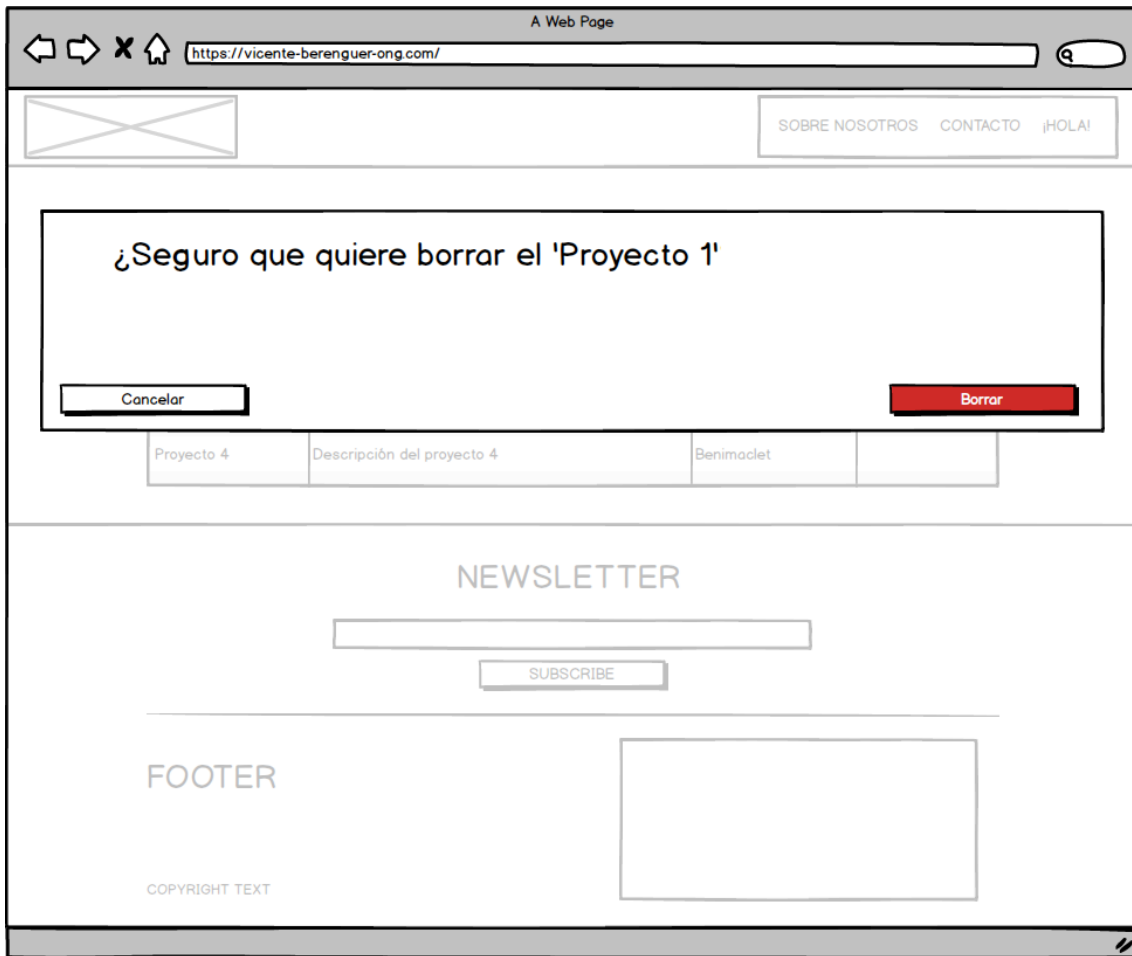 A Web Page
https://vicente-berenguer-ong.com/
SOBRE NOSOTROS CONTACTO ¡HOLA!
¿Seguro que quiere borrar el 'Proyecto 1'
Cancelar Borrar
Proyecto 4 Descripción del proyecto 4 Benimaclet
NEWSLETTER
SUBSCRIBE
FOOTER
COPYRIGHT TEXT